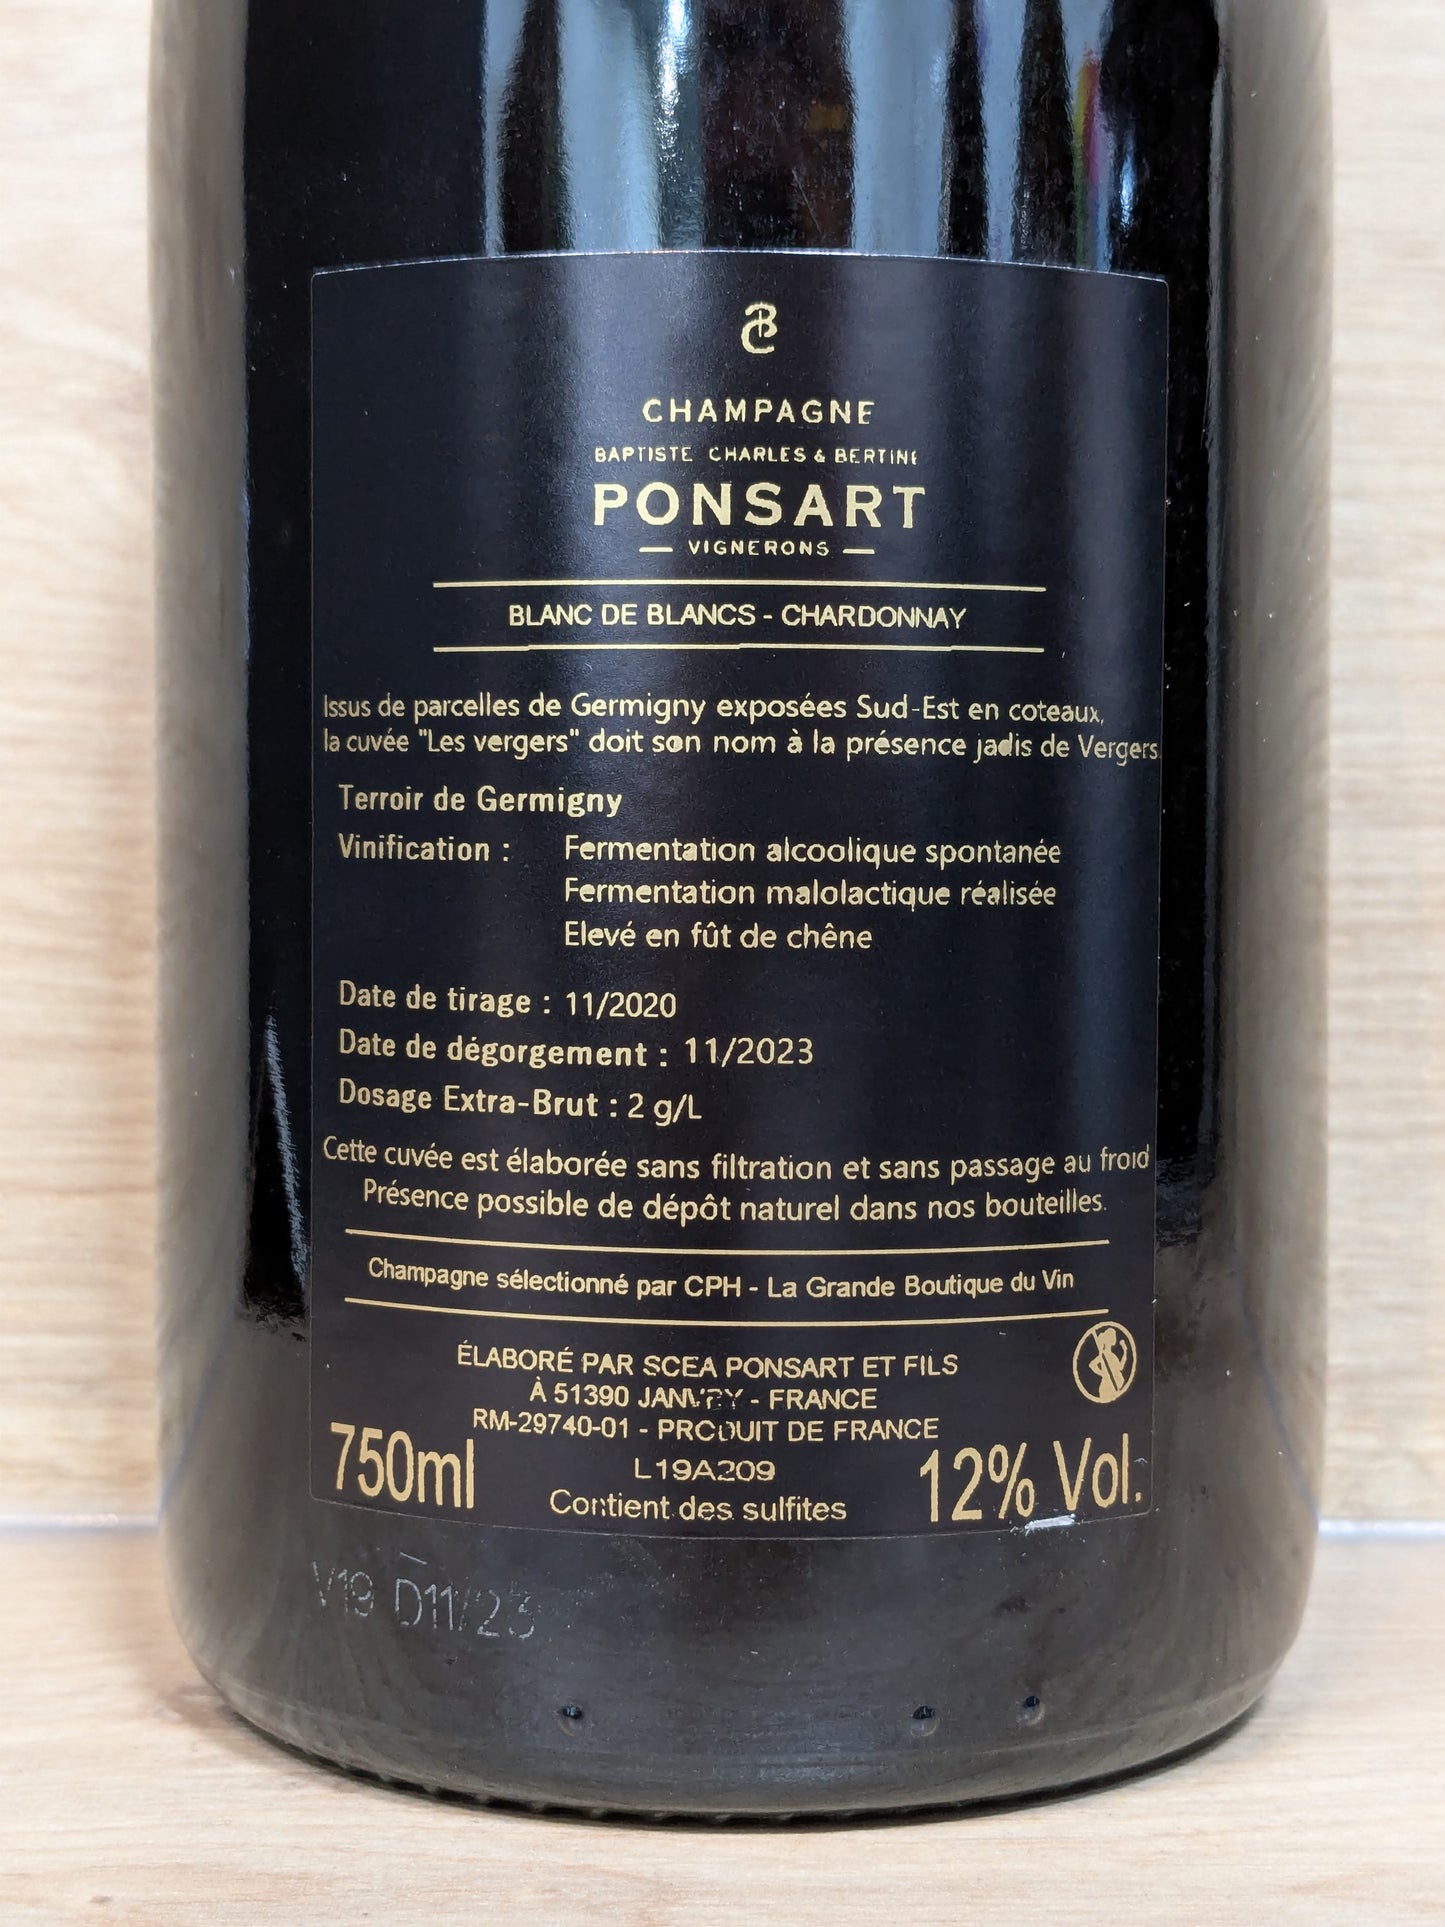 CHAMPAGNE
BAPTISTE CHARLES & BERTINE
PONSART
VIGNERONS
BLANC DE BLANCS - CHARDONNAY
Issus de parcelles de Germigny exposées Sud-Est en coteaux,
la cuvée "Les vergers" doit son nom à la présence jadis de Vergers.
Terroir de Germigny
Vinification : Fermentation alcoolique spontanée
Fermentation malolactique réalisée
Elevé en fût de chêne
Date de tirage : 11/2020
Date de dégorgement : 11/2023
Dosage Extra-Brut : 2 g/L
Cette cuvée est élaborée sans filtration et sans passage au froid
Présence possible de dépôt naturel dans nos bouteilles.
Champagne sélectionné par CPH - La Grande Boutique du Vin
ÉLABORÉ PAR SCEA PONSART ET FILS
À 51390 JANVRY - FRANCE
RM-29740-01 - PRODUIT DE FRANCE
750ml L19A209 12% Vol.
Contient des sulfites
V19 D11/23